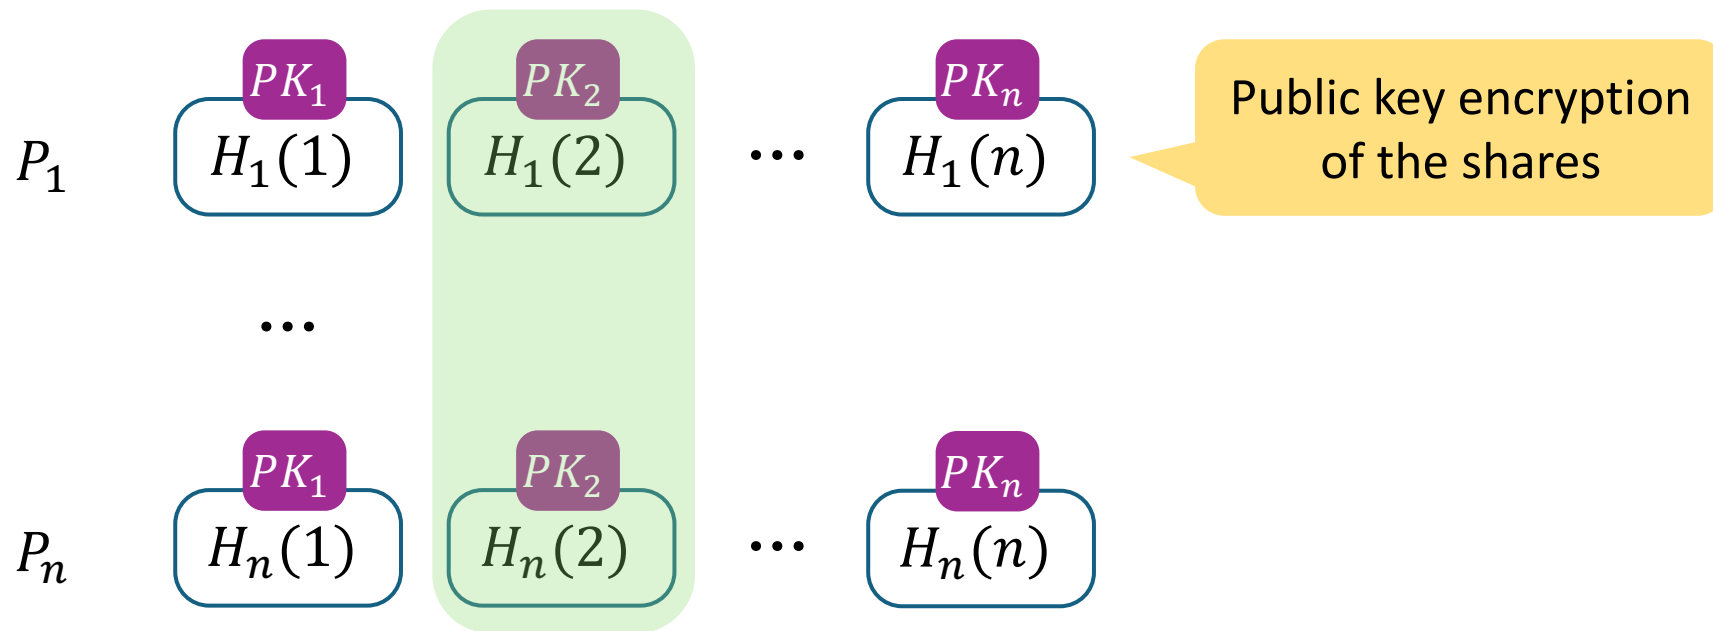 PK₁ PK₂ PKₙ
P₁ H₁(1) H₁(2) ... H₁(n)
Public key encryption
of the shares
...
PK₁ PK₂ PKₙ
Pₙ Hₙ(1) Hₙ(2) ... Hₙ(n)